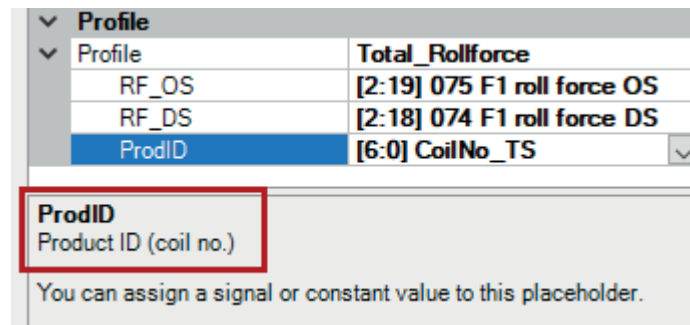 Profile
Profile Total_Rollforce
RF_OS [2:19] 075 F1 roll force OS
RF_DS [2:18] 074 F1 roll force DS
ProdID [6:0] CoilNo_TS
ProdID
Product ID (coil no.)
You can assign a signal or constant value to this placeholder.